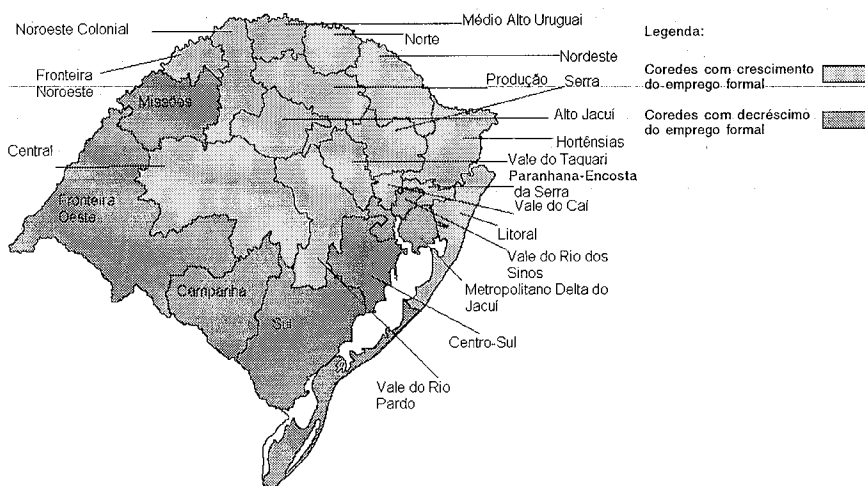 Médio Alto Uruguai
Noroeste Colonial
Norte
Legenda:
Nordeste
Fronteira
Noroeste
Produção
Serra
Coredes com crescimento
do emprego formal
Missões
Alto Jacuí
Coredes com decréscimo
do emprego formal
Hortênsias
Central
Vale do Taquari
Paranhana-Encosta
da Serra
Vale do Caí
Fronteira
Oeste
Litoral
Vale do Rio dos
Sinos
Metropolitano Delta do
Jacuí
Campanha
Sul
Centro-Sul
Vale do Rio
Pardo